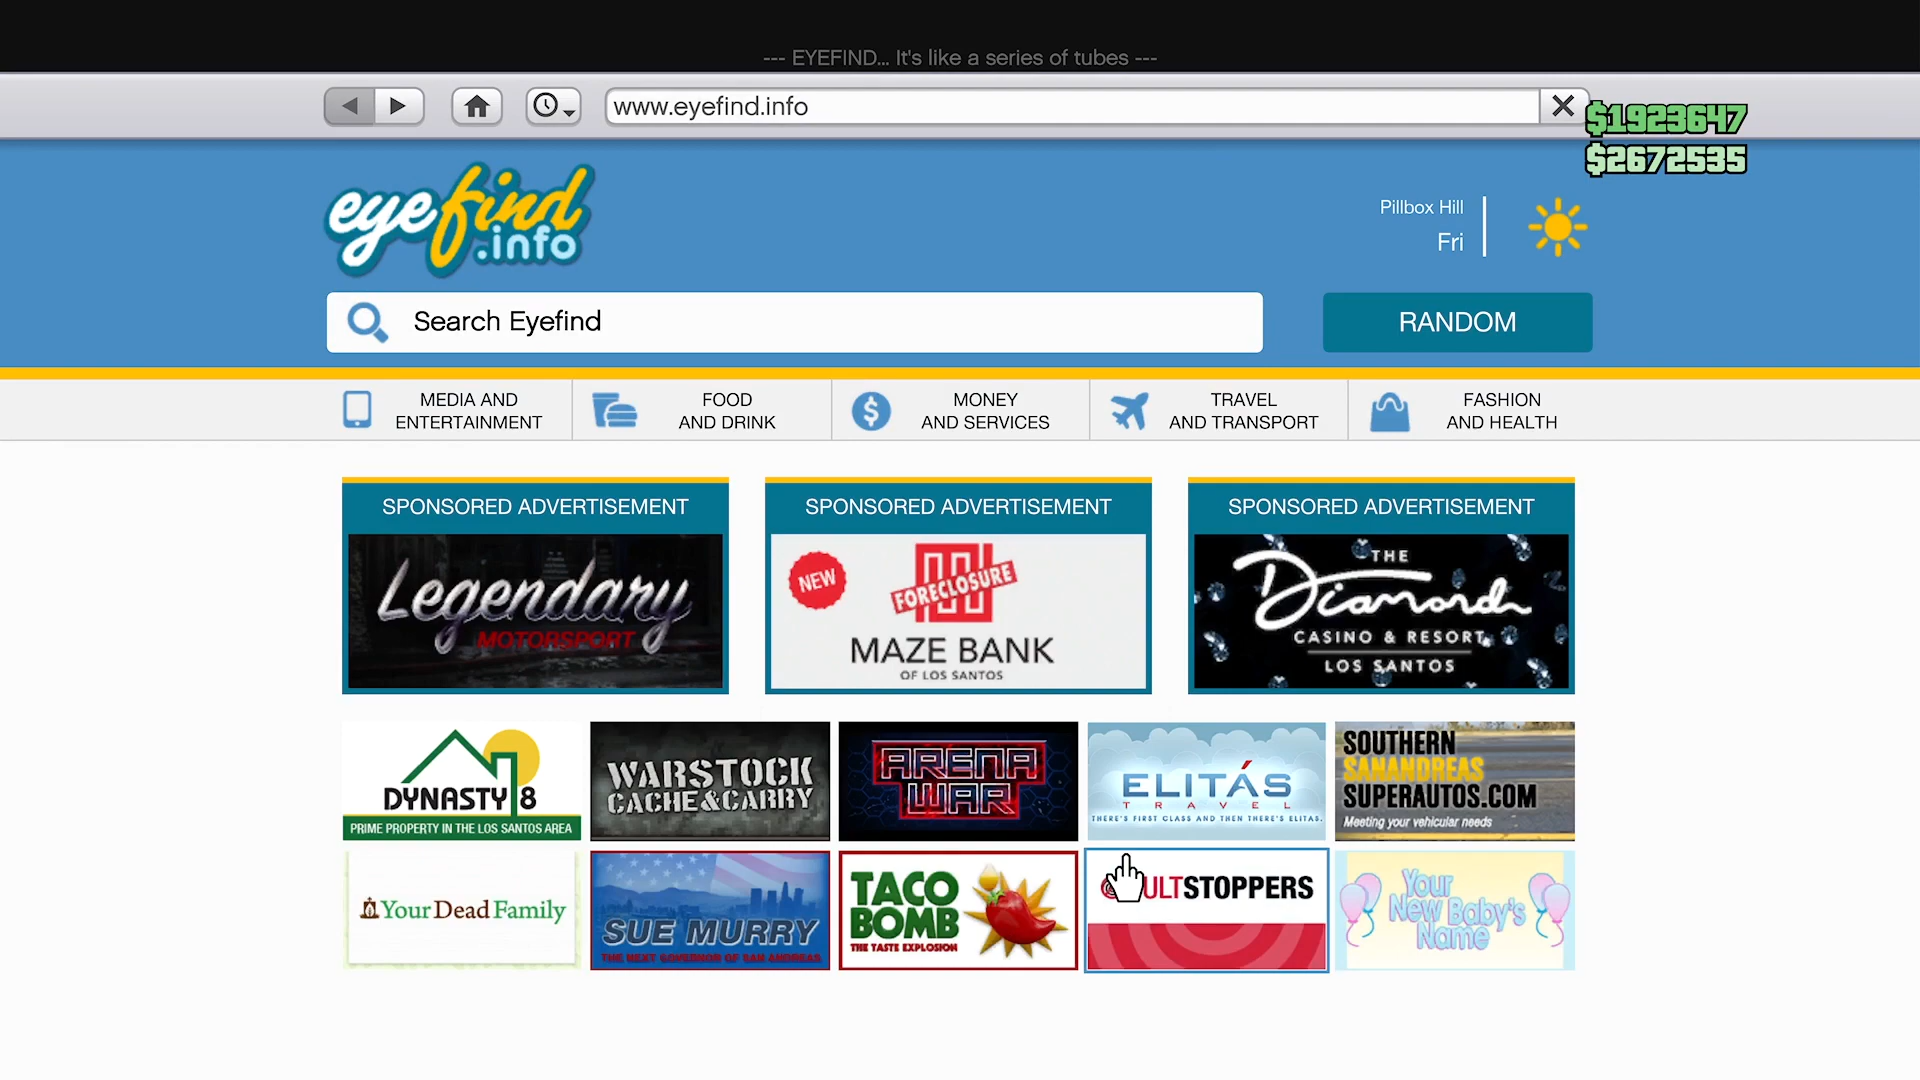 --- EYEFIND... It's like a series of tubes ---
www.eyefind.info
$1923647
$2672535
eyefind
.info
Pillbox Hill
Fri
Search Eyefind
RANDOM
MEDIA AND
ENTERTAINMENT
FOOD
AND DRINK
MONEY
AND SERVICES
TRAVEL
AND TRANSPORT
FASHION
AND HEALTH
SPONSORED ADVERTISEMENT
Legendary
MOTORSPORT
SPONSORED ADVERTISEMENT
NEW
FORECLOSURE
MAZE BANK
OF LOS SANTOS
SPONSORED ADVERTISEMENT
THE
Diamond
CASINO & RESORT
LOS SANTOS
DYNASTY 8
PRIME PROPERTY IN THE LOS SANTOS AREA
WARSTOCK
CACHE&CARRY
ARENA
WAR
ELITÁS
TRAVEL
THERE'S FIRST CLASS AND THEN THERE'S ELITAS.
SOUTHERN
SANANDREAS
SUPERAUTOS.COM
Meeting your vehicular needs
Your Dead Family
SUE MURRY
THE NEXT GOVERNOR OF SAN ANDREAS
TACO
BOMB
THE TASTE EXPLOSION
ULTSTOPPERS
Your
New Baby's
Name